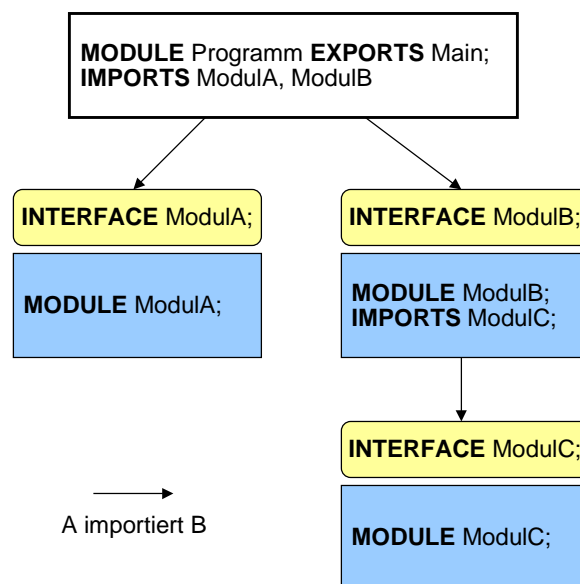 MODULE Programm EXPORTS Main;
IMPORTS ModulA, ModulB
INTERFACE ModulA;
INTERFACE ModulB;
MODULE ModulA;
MODULE ModulB;
IMPORTS ModulC;
INTERFACE ModulC;
MODULE ModulC;
A importiert B